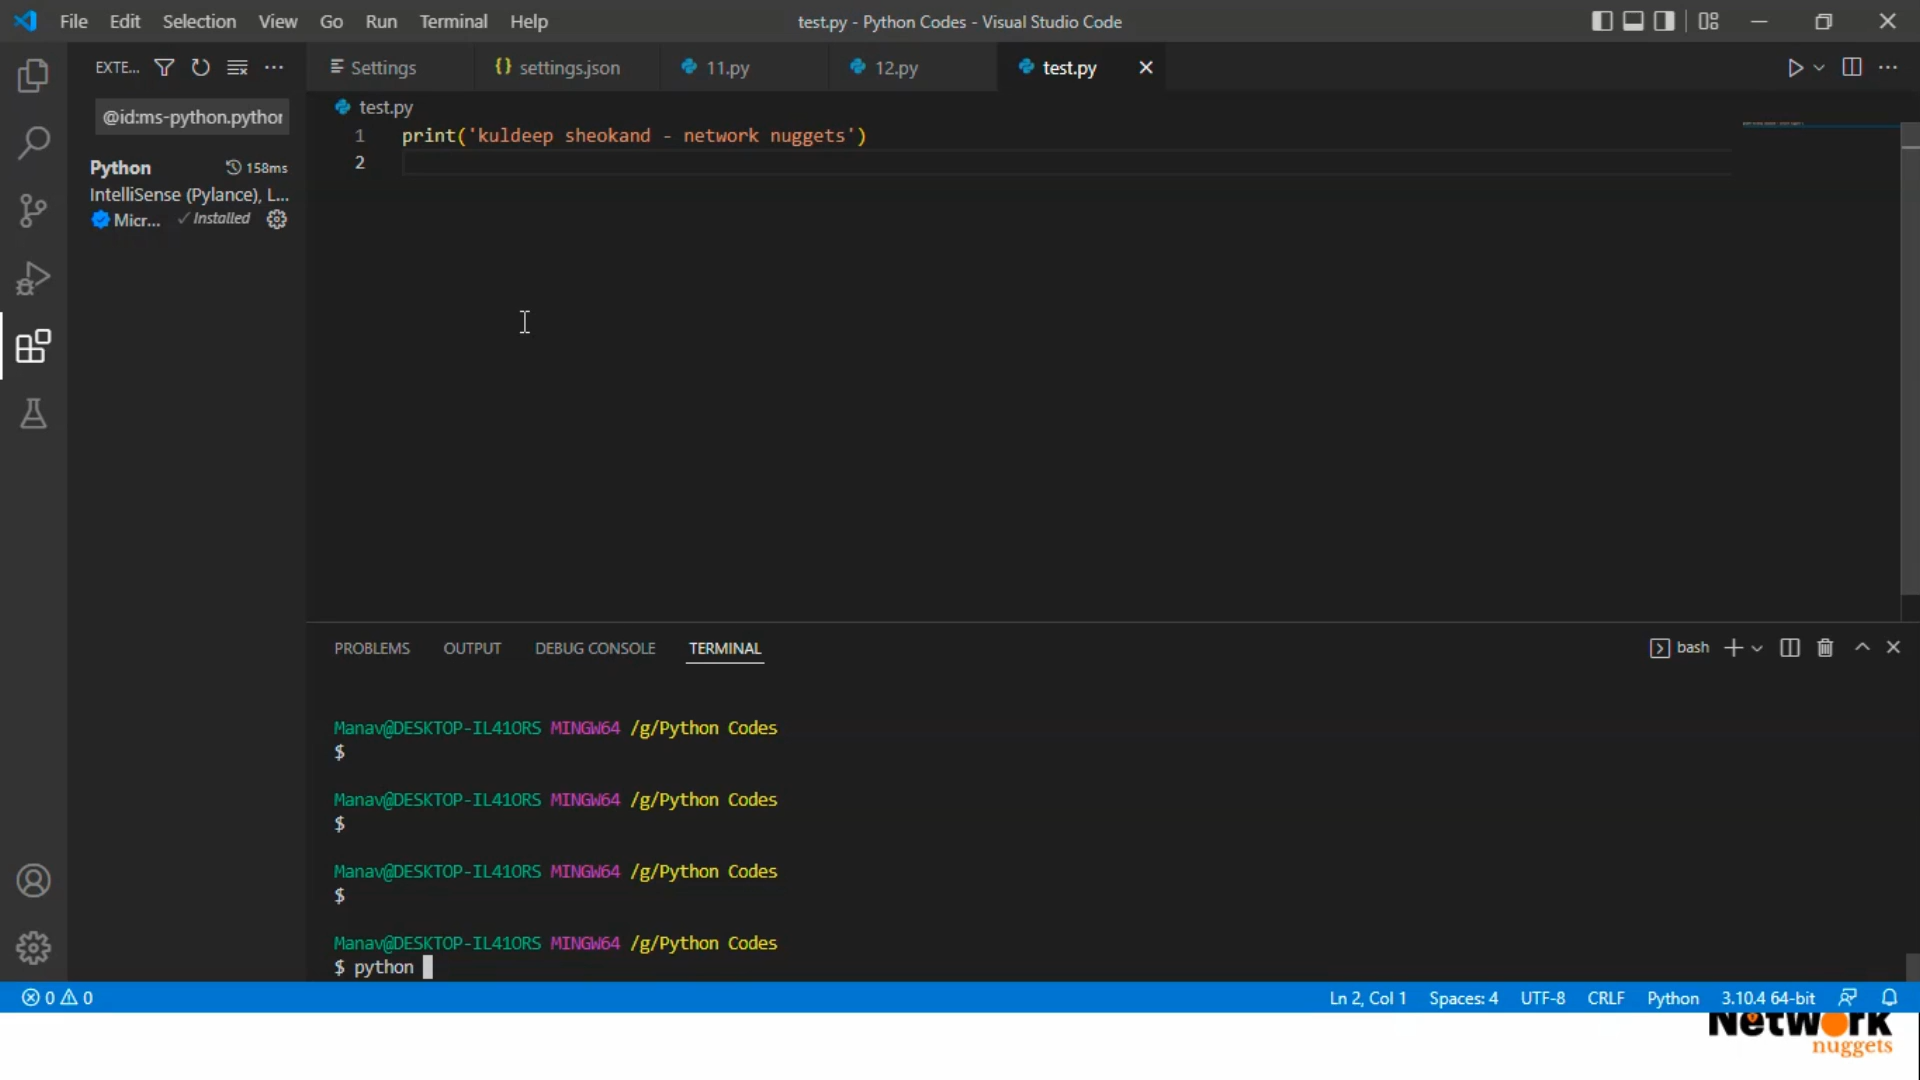 File Edit Selection View Go Run Terminal Help
test.py - Python Codes - Visual Studio Code
EXTE...
Settings
settings.json
11.py
12.py
test.py
@id:ms-python.python
Python 158ms
IntelliSense (Pylance), L...
Micr... ✓ Installed
test.py
1 print('kuldeep sheokand - network nuggets')
2
PROBLEMS OUTPUT DEBUG CONSOLE TERMINAL
bash
Manav@DESKTOP-IL41ORS MINGW64 /g/Python Codes
$
Manav@DESKTOP-IL41ORS MINGW64 /g/Python Codes
$
Manav@DESKTOP-IL41ORS MINGW64 /g/Python Codes
$
Manav@DESKTOP-IL41ORS MINGW64 /g/Python Codes
$ python
0 0
Ln 2, Col 1 Spaces: 4 UTF-8 CRLF Python 3.10.4 64-bit
Network
nuggets